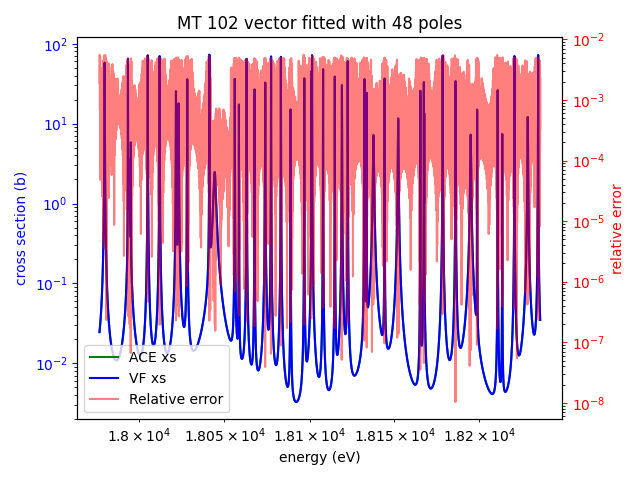 MT 102 vector fitted with 48 poles
10²
10¹
10⁰
10⁻¹
10⁻²
cross section (b)
10⁻²
10⁻³
10⁻⁴
10⁻⁵
10⁻⁶
10⁻⁷
10⁻⁸
relative error
ACE xs
VF xs
Relative error
1.8 × 10⁴ 1.805 × 10⁴ 1.81 × 10⁴ 1.815 × 10⁴ 1.82 × 10⁴
energy (eV)